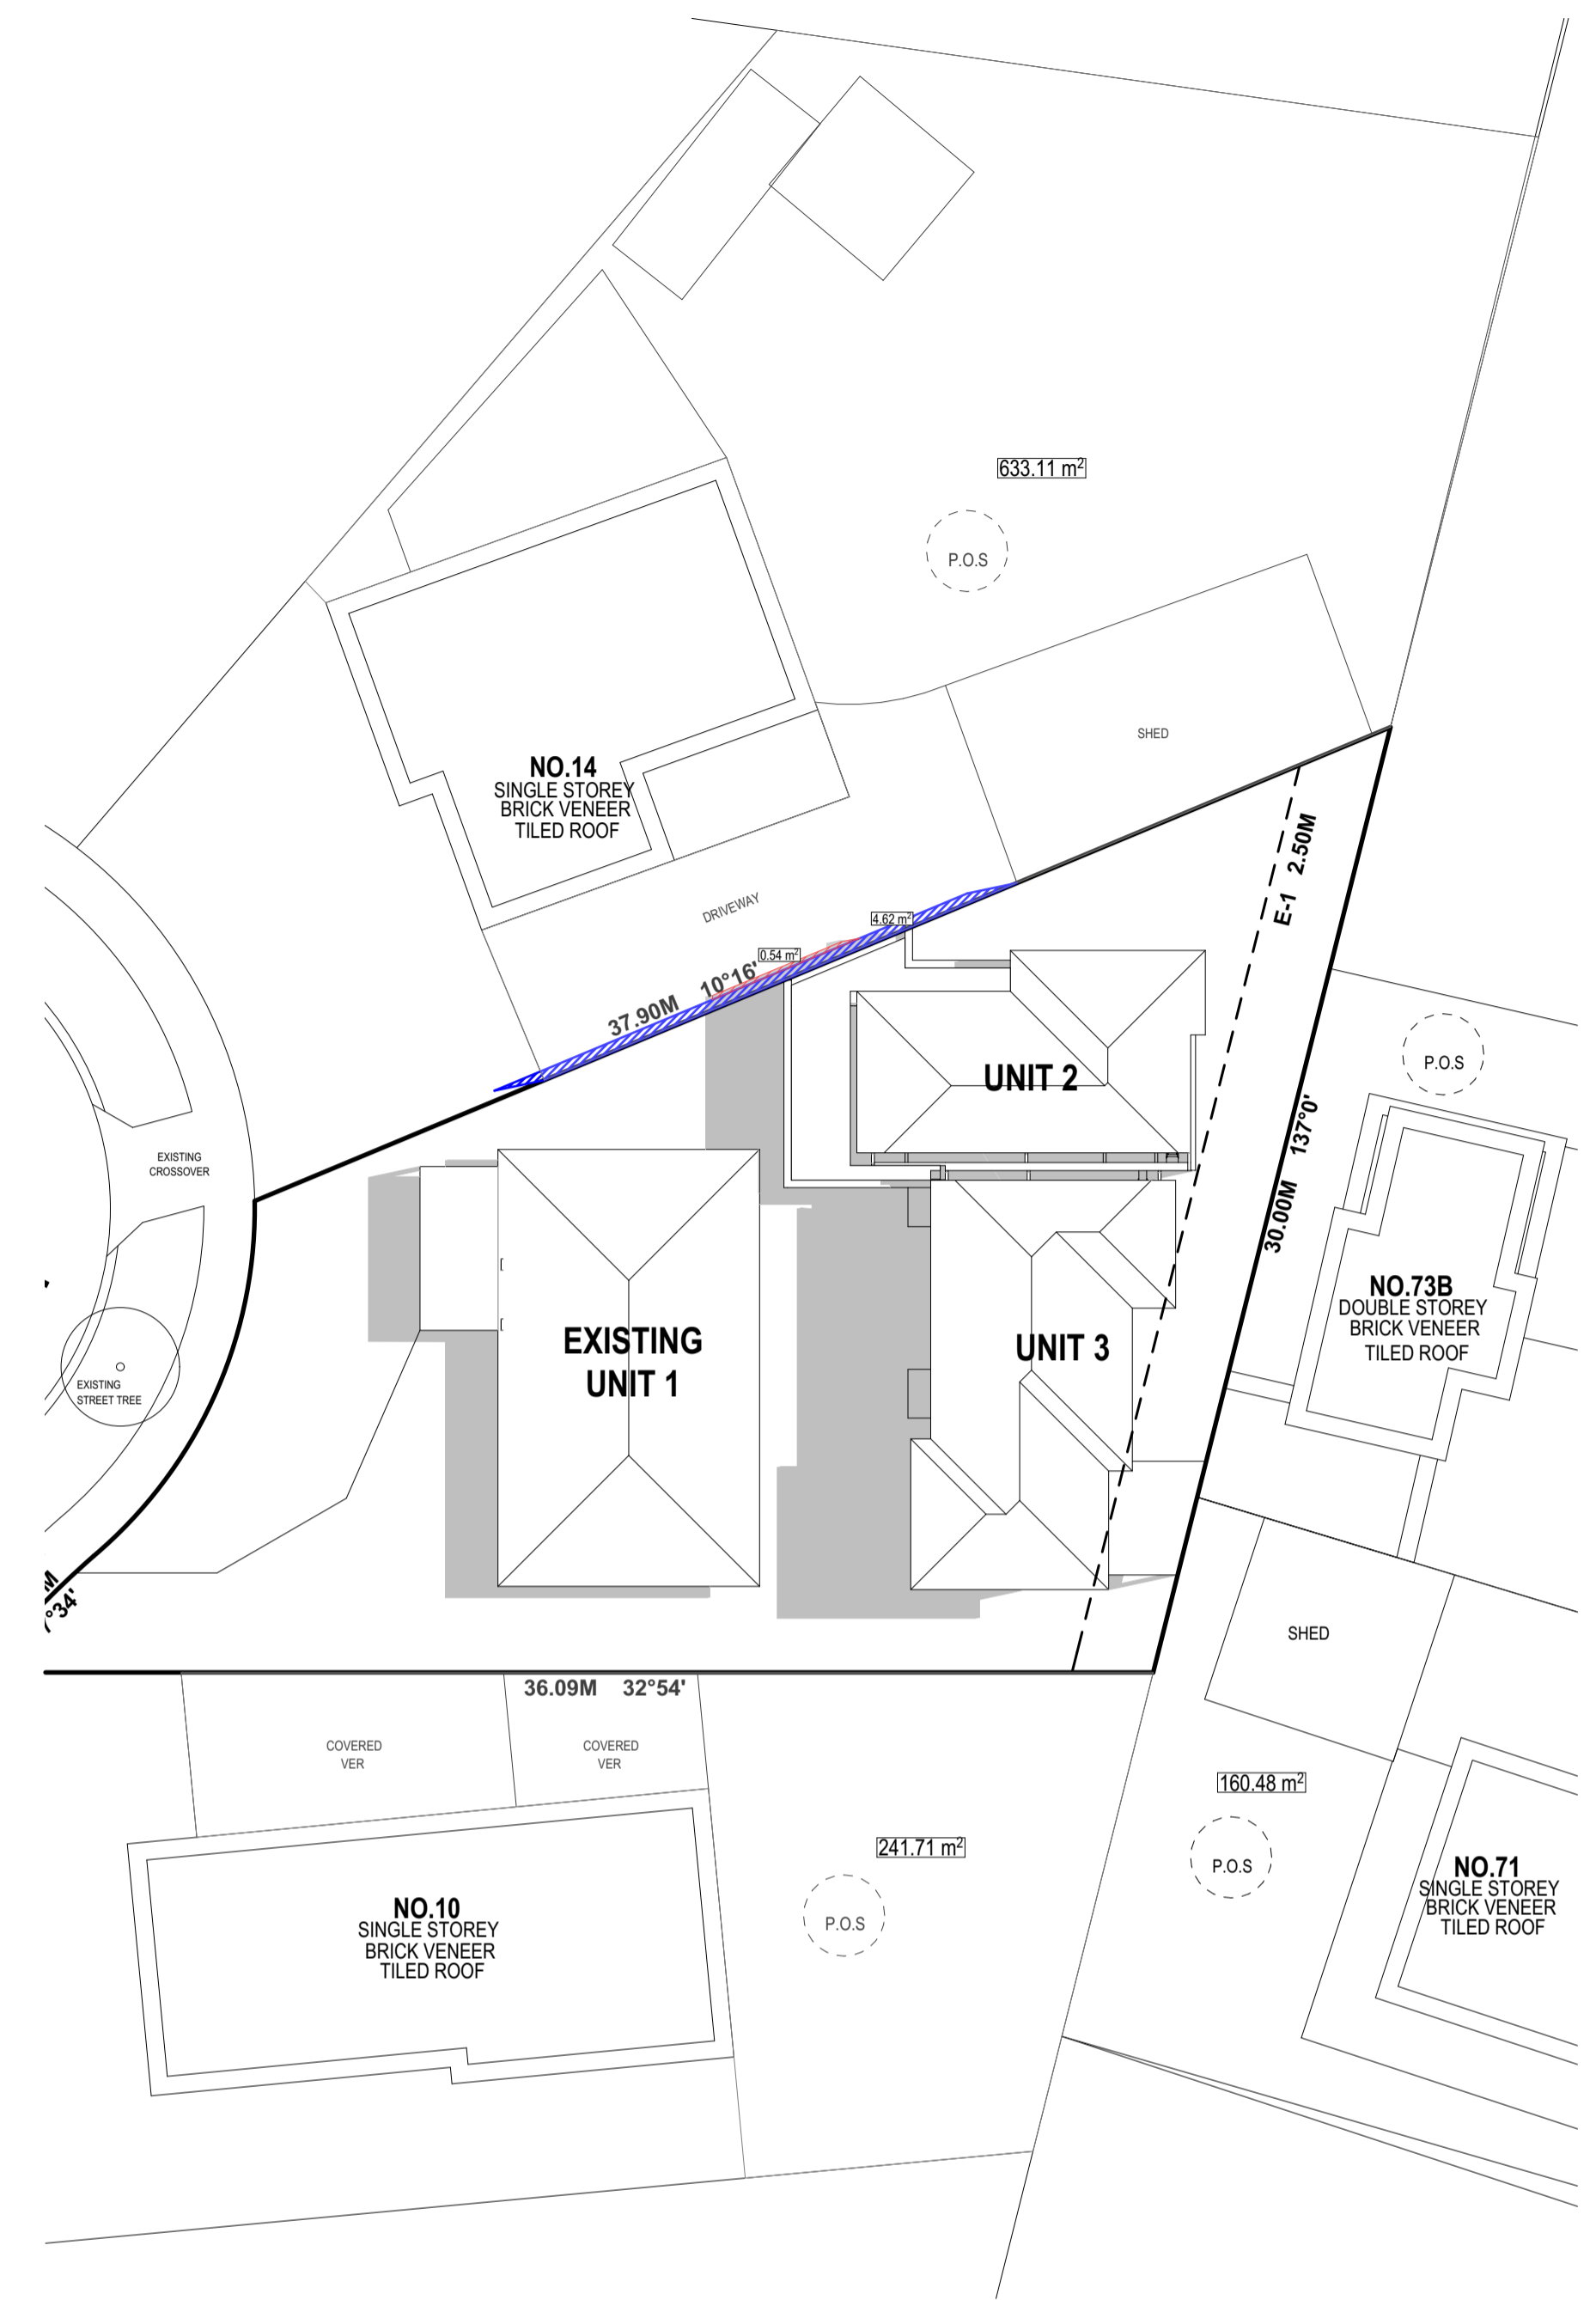 633.11 m²
P.O.S
SHED
NO.14
SINGLE STOREY
BRICK VENEER
TILED ROOF
DRIVEWAY
4.62 m²
0.54 m²
37.90M 10°16'
E-1 2.50M
UNIT 2
P.O.S
30.00M 137°0'
EXISTING
CROSSOVER
NO.73B
DOUBLE STOREY
BRICK VENEER
TILED ROOF
EXISTING
UNIT 1
UNIT 3
EXISTING
STREET TREE
M
7°34'
SHED
36.09M 32°54'
COVERED
VER
COVERED
VER
160.48 m²
P.O.S
241.71 m²
P.O.S
NO.71
SINGLE STOREY
BRICK VENEER
TILED ROOF
NO.10
SINGLE STOREY
BRICK VENEER
TILED ROOF